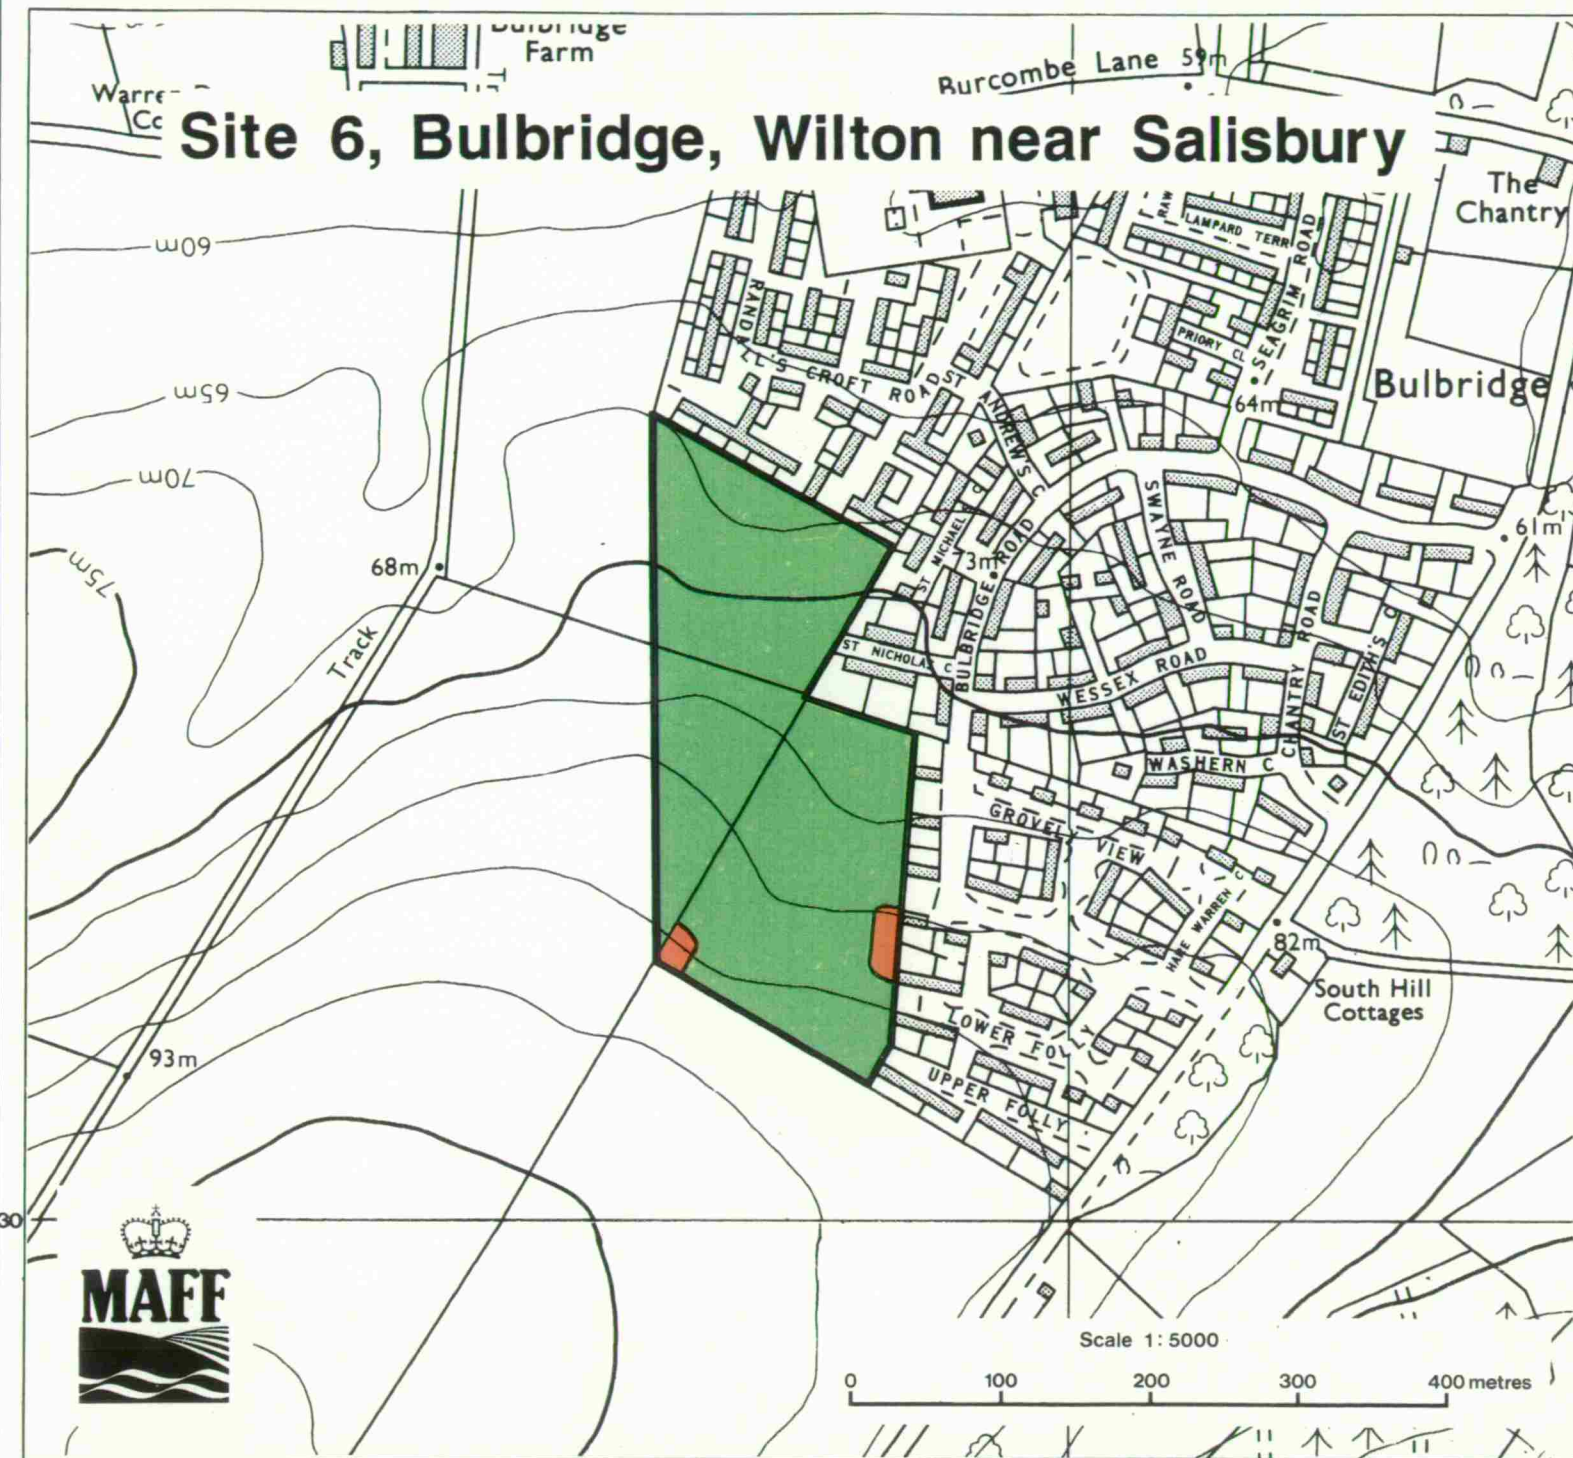 Farm
Burcombe Lane 59m
Site 6, Bulbridge, Wilton near Salisbury
The
Chantry
60m
LAMPARD TERR
SEAGRIM ROAD
RANDALL'S CROFT ROAD
PRIORY CL
65m
ST ANDREW'S C
64m
Bulbridge
70m
SWAYNE ROAD
61m
75m
68m
ST MICHAEL C
3m
BULBRIDGE ROAD
CHANTRY ROAD
ST EDITH'S C
Track
ST NICHOLAS C
WESSEX ROAD
WASHERN C
GROVELY VIEW
HARE WARREN C
82m
South Hill
Cottages
LOWER FOLLY
93m
UPPER FOLLY
30
MAFF
Scale 1:5000
0 100 200 300 400 metres